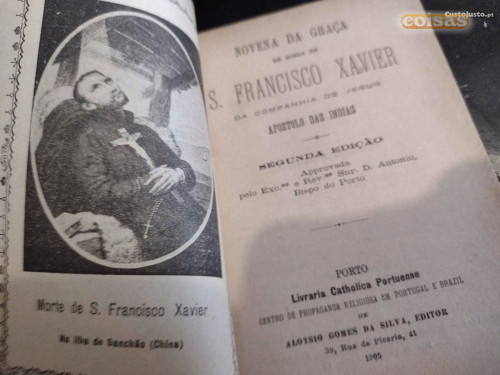 coisas
CustoJusto.pt
Morte de S. Francisco Xavier
Na ilha de Sanchão (China)
NOVENA DA GRAÇA
EM HONRA DE
S. FRANCISCO XAVIER
DA COMPANHIA DE JESUS
APOSTOLO DAS INDIAS
SEGUNDA EDIÇÃO
Approvada
pelo Exc.mo e Rev.mo Snr. D. Antonio,
Bispo do Porto
PORTO
Livraria Catholica Portuense
CENTRO DE PROPAGANDA RELIGIOSA EM PORTUGAL E BRAZIL
DE
ALOYSIO GOMES DA SILVA, EDITOR
39, Rua da Picaria, 41
1905